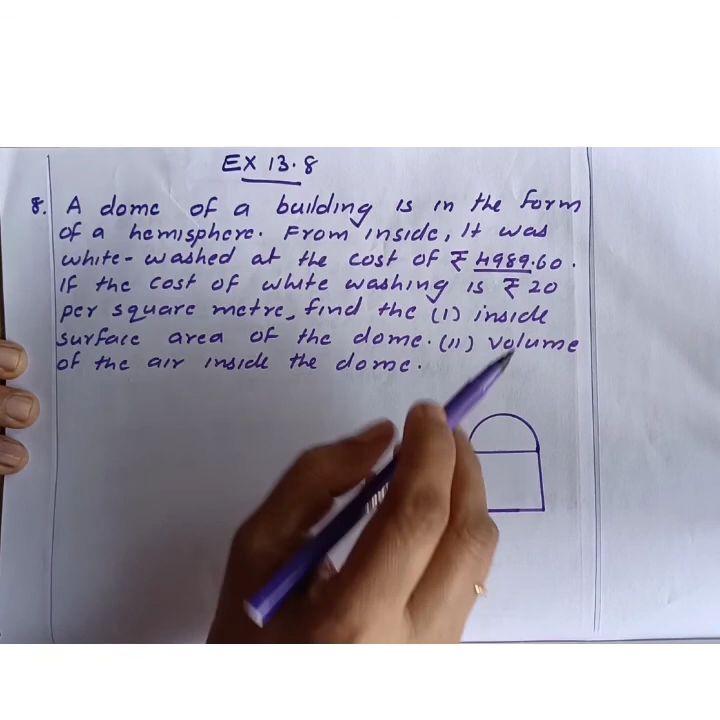 EX 13.8
8. A dome of a building is in the form
of a hemisphere. From inside, it was
white-washed at the cost of ₹ 4989.60.
If the cost of white washing is ₹ 20
per square metre, find the (i) inside
surface area of the dome. (ii) volume
of the air inside the dome.